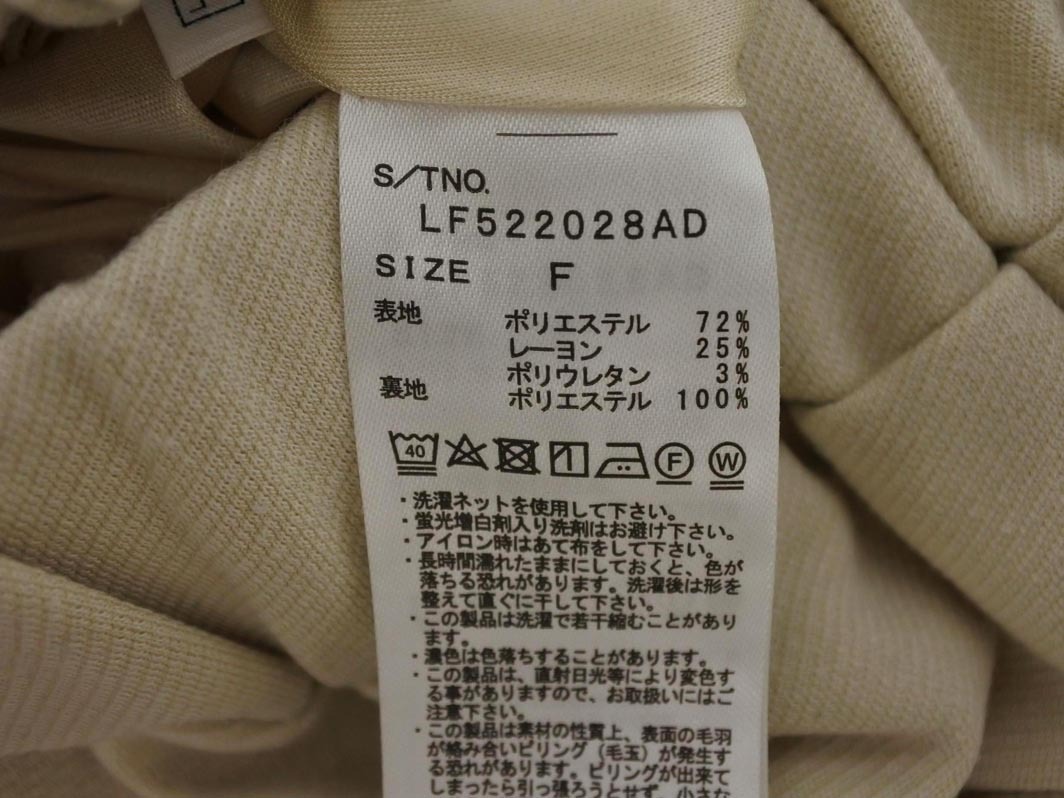 S/TNO.
LF522028AD
SIZE F
表地 ポリエステル 72%
レーヨン 25%
ポリウレタン 3%
裏地 ポリエステル 100%
40 F W
・洗濯ネットを使用して下さい。
・蛍光増白剤入り洗剤はお避け下さい。
・アイロン時はあて布をして下さい。
・長時間濡れたままにしておくと、色が
落ちる恐れがあります。洗濯後は形を
整えて直ぐに干して下さい。
・この製品は洗濯で若干縮むことがあり
ます。
・濃色は色落ちすることがあります。
・この製品は、直射日光等により変色す
る事がありますので、お取扱いにはご
注意下さい。
・この製品は素材の性質上、表面の毛羽
が絡み合いピリング（毛玉）が発生す
る恐れがあります。ピリングが出来て
しまったら引っ張ろうとせず、小さな